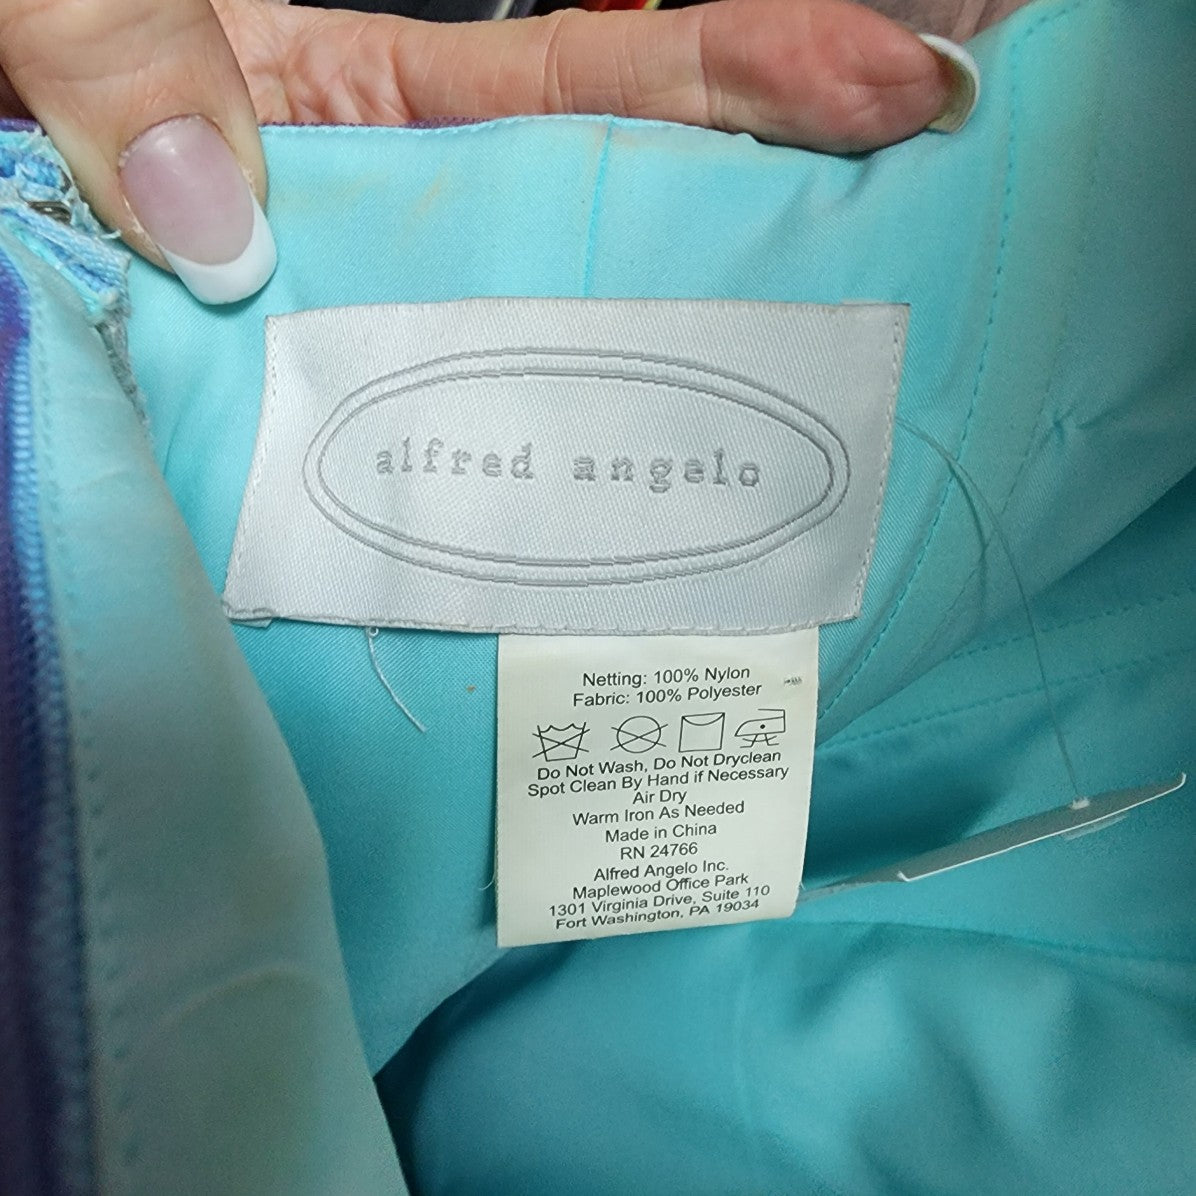 alfred angelo
Netting: 100% Nylon
Fabric: 100% Polyester
Do Not Wash, Do Not Dryclean
Spot Clean By Hand if Necessary
Air Dry
Warm Iron As Needed
Made in China
RN 24766
Alfred Angelo Inc.
Maplewood Office Park
1301 Virginia Drive, Suite 110
Fort Washington, PA 19034